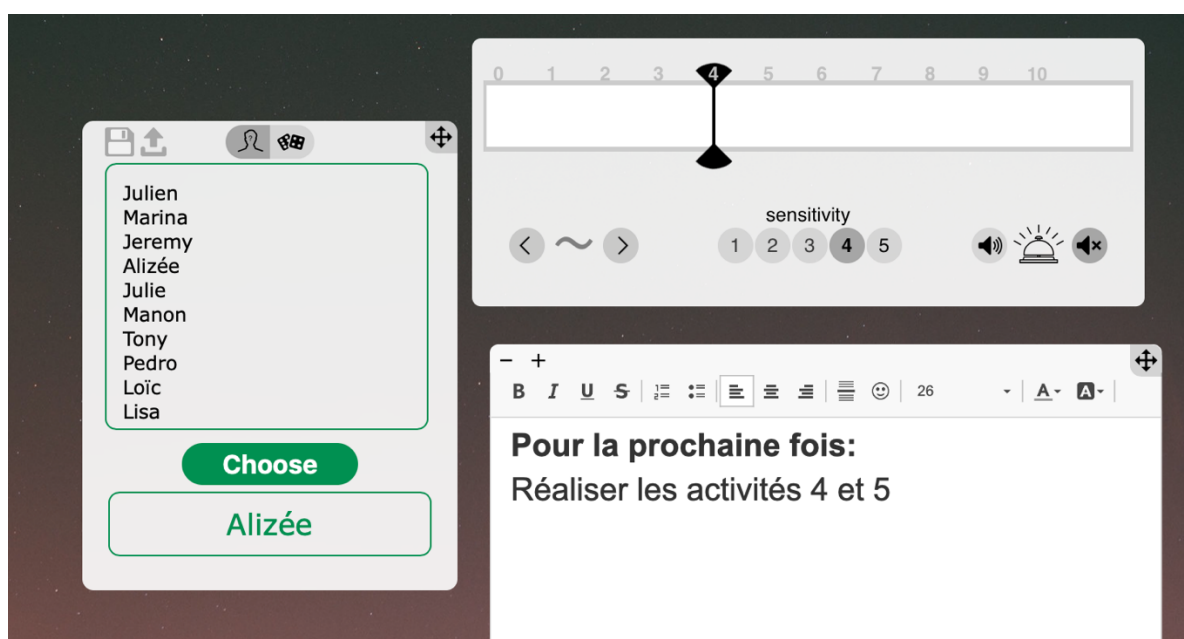 Julien
Marina
Jeremy
Alizée
Julie
Manon
Tony
Pedro
Loïc
Lisa
Choose
Alizée
0 1 2 3 4 5 6 7 8 9 10
sensitivity
1 2 3 4 5
B I U S 26 A A
Pour la prochaine fois:
Réaliser les activités 4 et 5